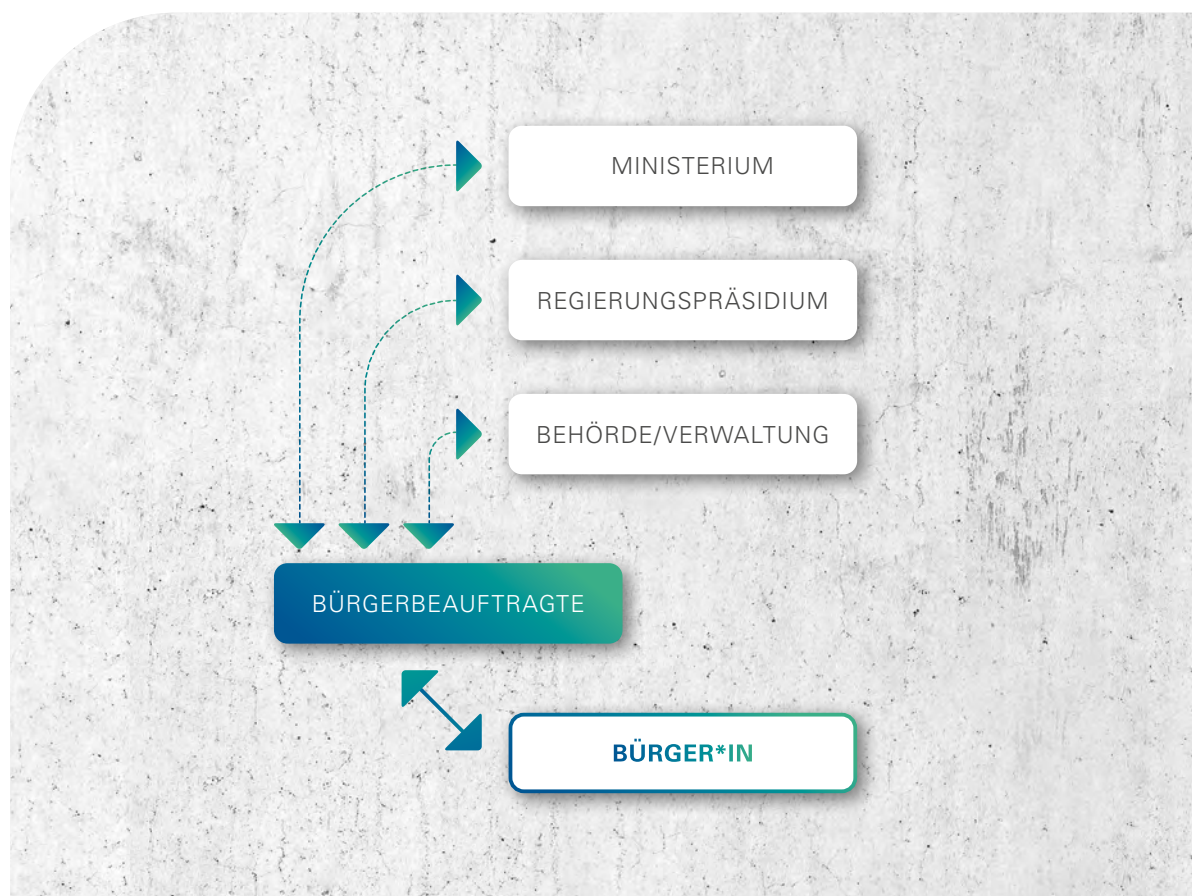 MINISTERIUM
REGIERUNGSPRÄSIDIUM
BEHÖRDE/VERWALTUNG
BÜRGERBEAUFTRAGTE
BÜRGER*IN